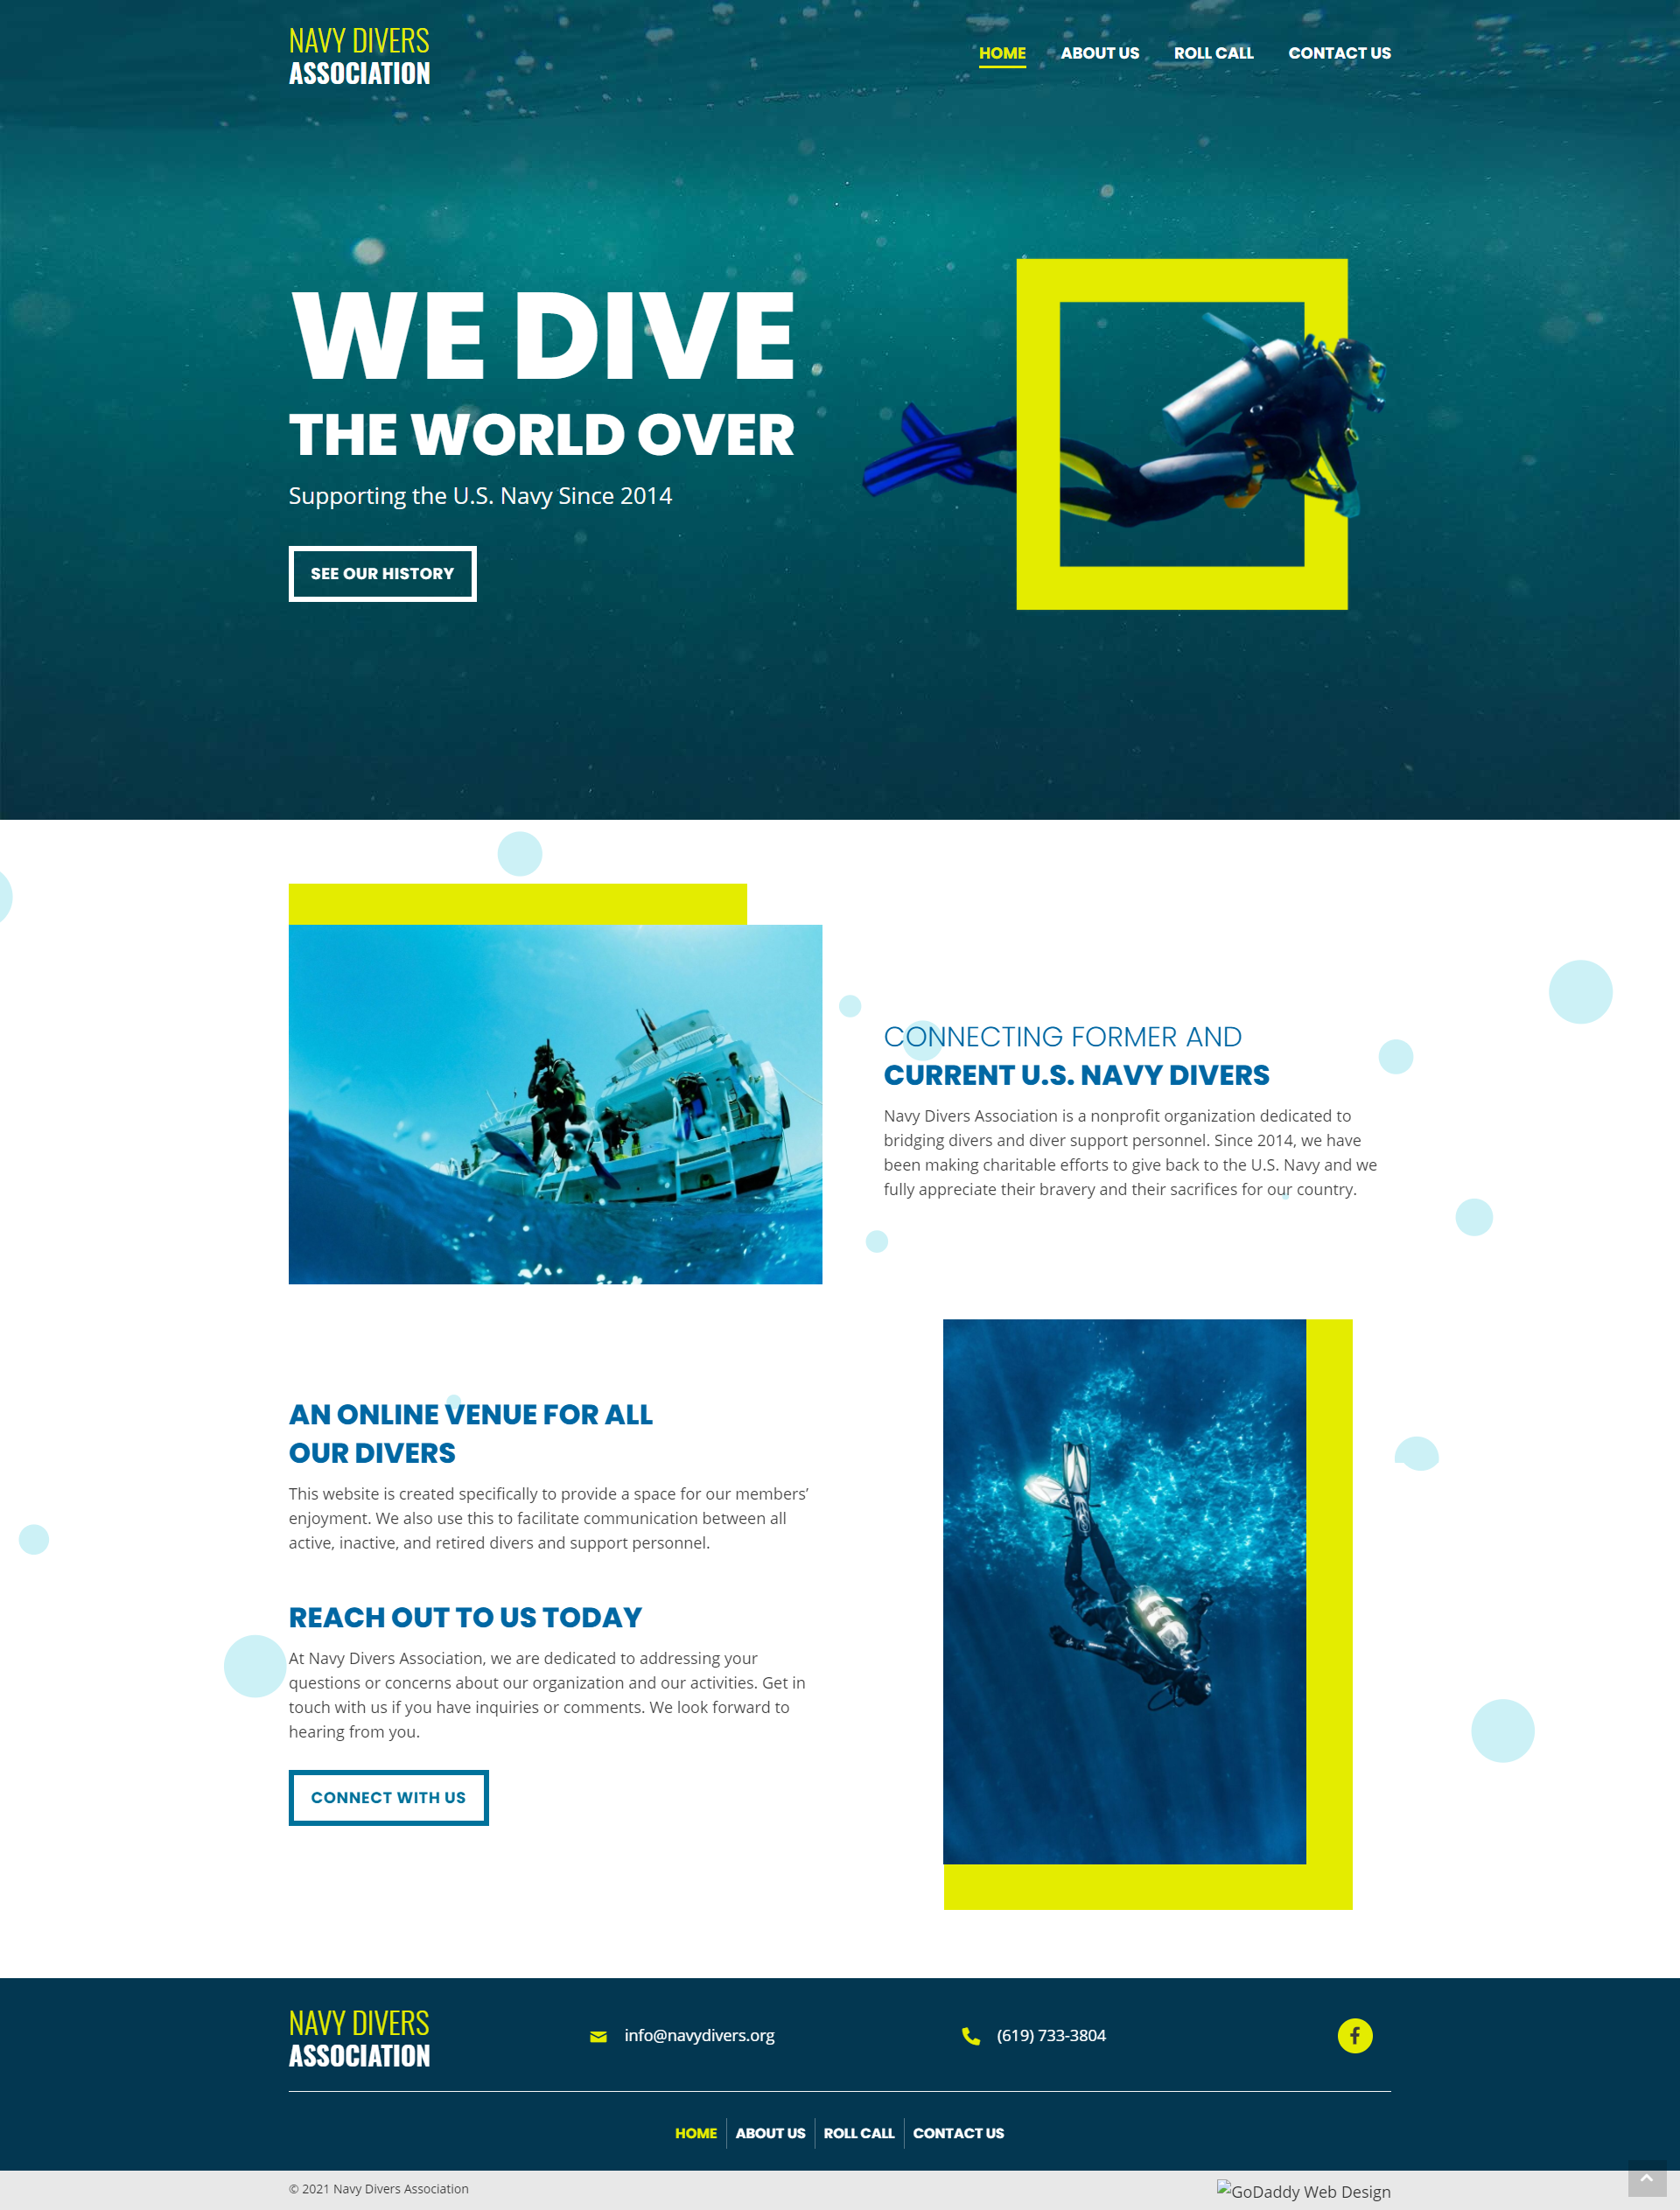 NAVY DIVERS
ASSOCIATION
HOME ABOUT US ROLL CALL CONTACT US
WE DIVE
THE WORLD OVER
Supporting the U.S. Navy Since 2014
SEE OUR HISTORY
CONNECTING FORMER AND
CURRENT U.S. NAVY DIVERS
Navy Divers Association is a nonprofit organization dedicated to
bridging divers and diver support personnel. Since 2014, we have
been making charitable efforts to give back to the U.S. Navy and we
fully appreciate their bravery and their sacrifices for our country.
AN ONLINE VENUE FOR ALL
OUR DIVERS
This website is created specifically to provide a space for our members’
enjoyment. We also use this to facilitate communication between all
active, inactive, and retired divers and support personnel.
REACH OUT TO US TODAY
At Navy Divers Association, we are dedicated to addressing your
questions or concerns about our organization and our activities. Get in
touch with us if you have inquiries or comments. We look forward to
hearing from you.
CONNECT WITH US
NAVY DIVERS
ASSOCIATION
info@navydivers.org
(619) 733-3804
HOME ABOUT US ROLL CALL CONTACT US
© 2021 Navy Divers Association
GoDaddy Web Design